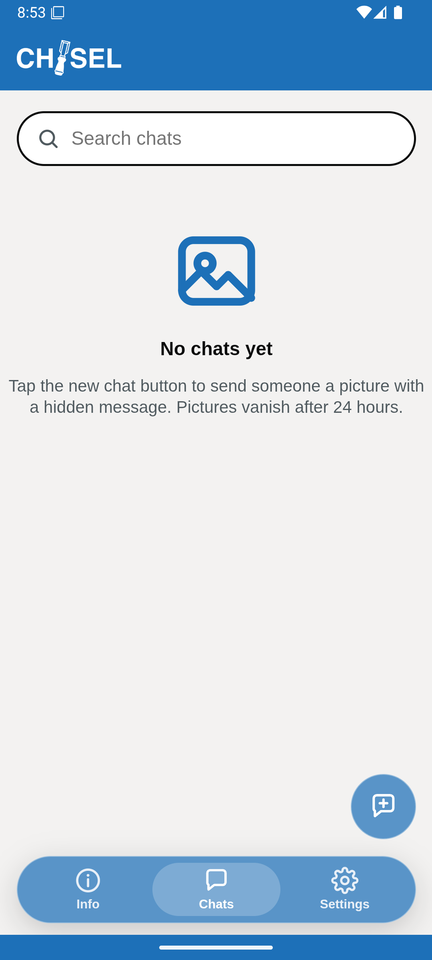 8:53
CHISEL
Search chats
No chats yet
Tap the new chat button to send someone a picture with
a hidden message. Pictures vanish after 24 hours.
Info
Chats
Settings